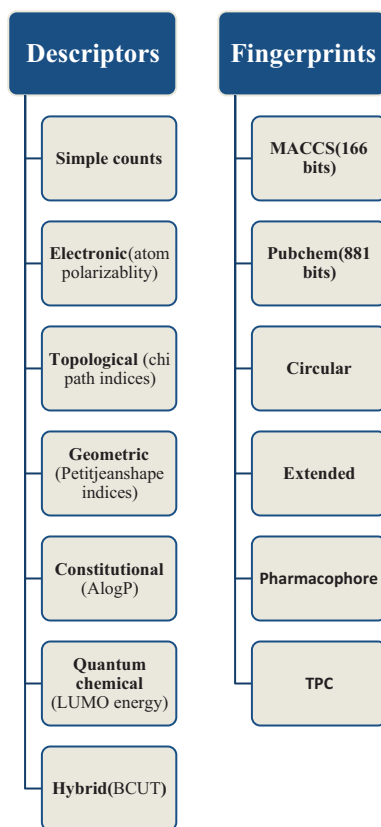 Descriptors
Simple counts
Electronic(atom
polarizablity)
Topological (chi
path indices)
Geometric
(Petitjeanshape
indices)
Constitutional
(AlogP)
Quantum
chemical
(LUMO energy)
Hybrid(BCUT)
Fingerprints
MACCS(166
bits)
Pubchem(881
bits)
Circular
Extended
Pharmacophore
TPC